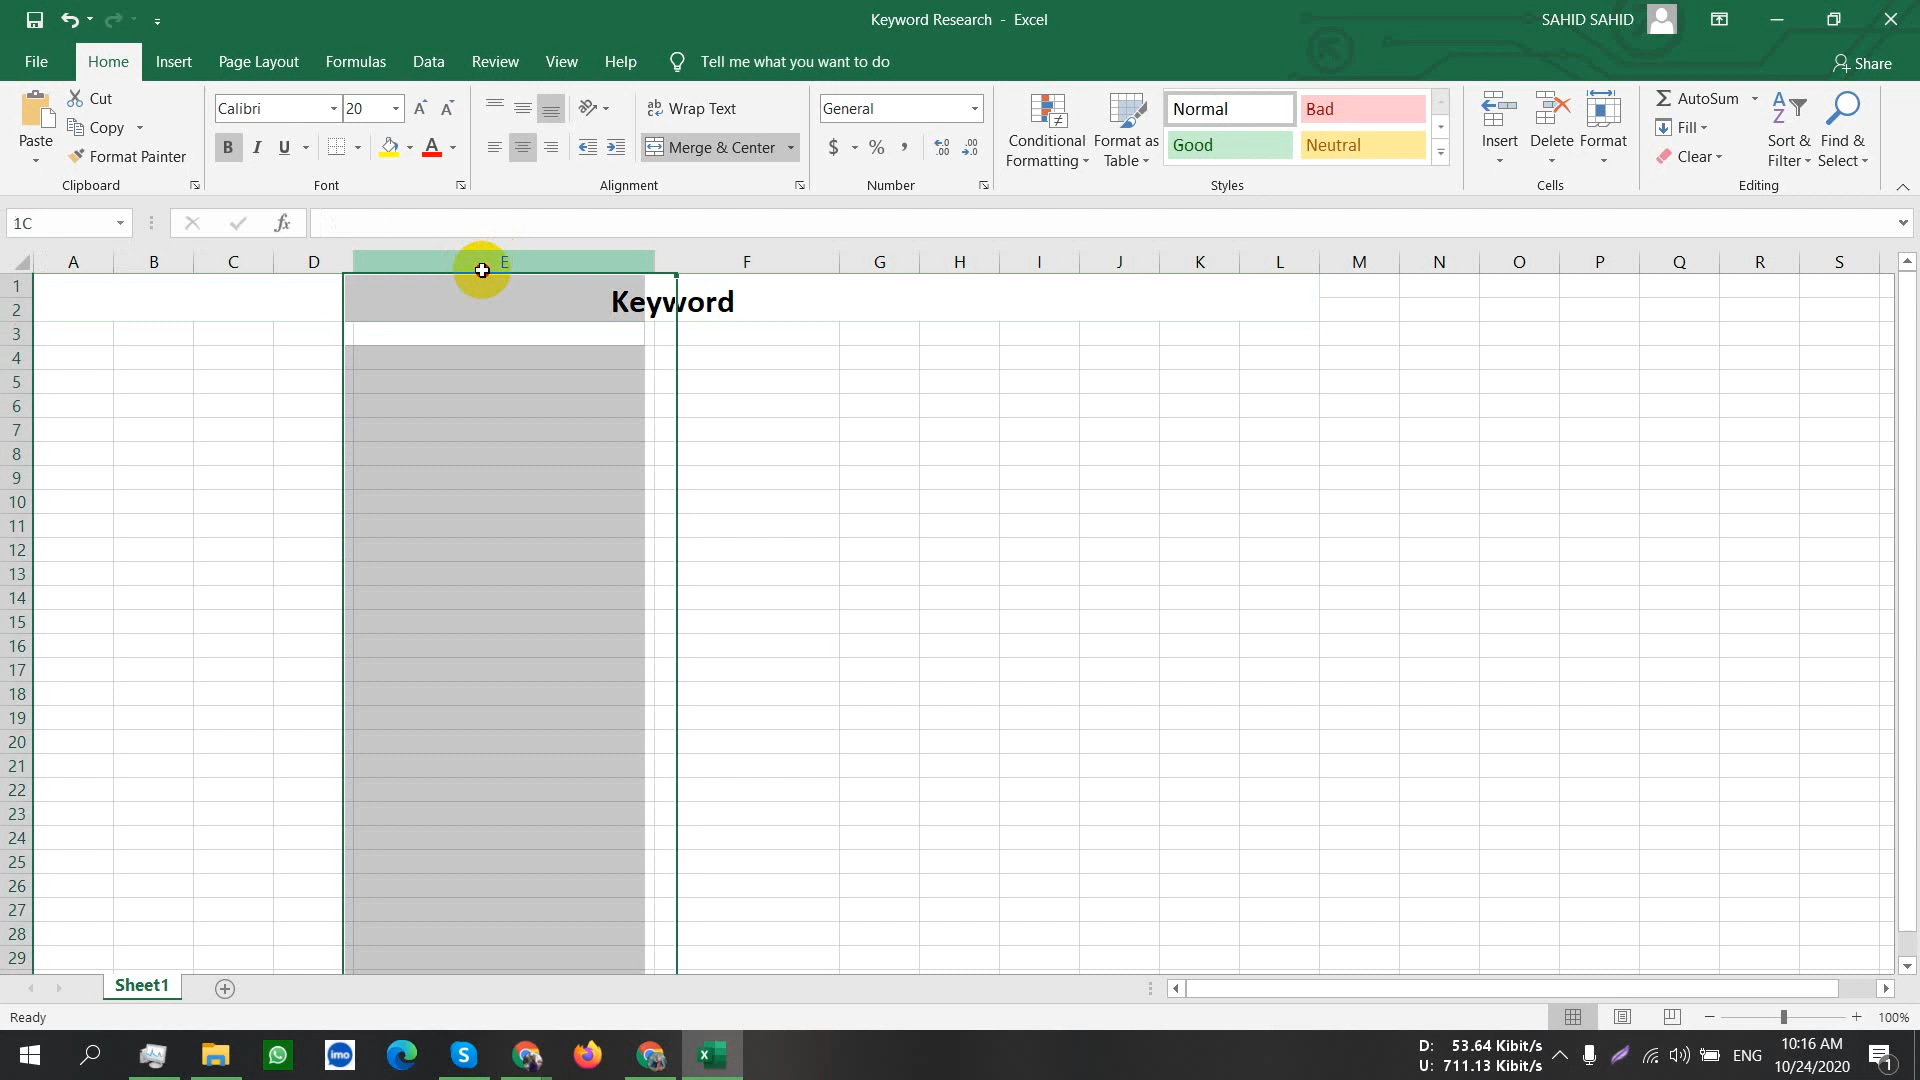 Keyword Research - Excel
SAHID SAHID
File Home Insert Page Layout Formulas Data Review View Help Tell me what you want to do Share
Paste
Cut
Copy
Format Painter
Clipboard
Calibri 20
B I U
Font
Wrap Text
Merge & Center
Alignment
General
$ % ,
Number
Conditional Formatting
Format as Table
Normal Bad
Good Neutral
Styles
Insert Delete Format
Cells
AutoSum
Fill
Clear
Sort & Filter
Find & Select
Editing
1C
fx
A B C D E F G H I J K L M N O P Q R S
1
Keyword
2
3
4
5
6
7
8
9
10
11
12
13
14
15
16
17
18
19
20
21
22
23
24
25
26
27
28
29
Sheet1
Ready
100%
imo
D: 53.64 Kibit/s
U: 711.13 Kibit/s
ENG
10:16 AM
10/24/2020
1